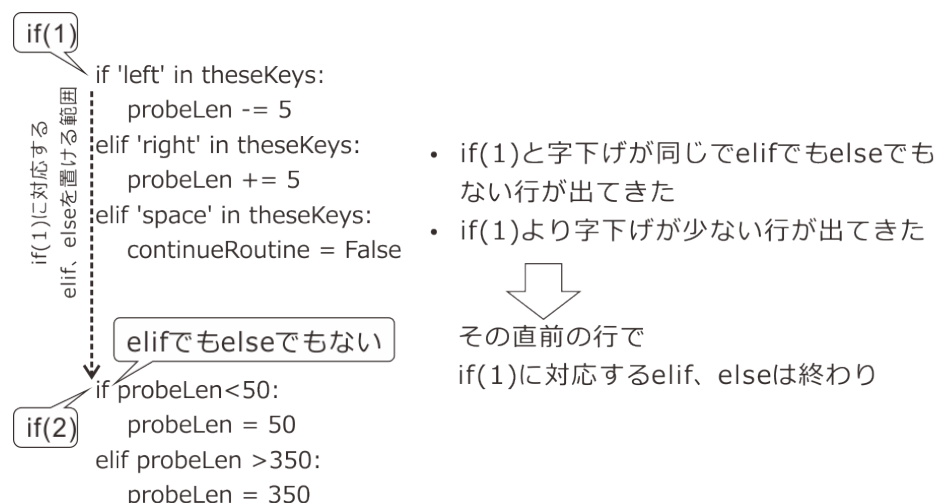 if(1)
if 'left' in theseKeys:
probeLen -= 5
elif 'right' in theseKeys:
probeLen += 5
elif 'space' in theseKeys:
continueRoutine = False
if(1)に対応する
elif、elseを置ける範囲
elifでもelseでもない
if probeLen<50:
if(2)
probeLen = 50
elif probeLen >350:
probeLen = 350
• if(1)と字下げが同じでelifでもelseでも
ない行が出てきた
• if(1)より字下げが少ない行が出てきた
その直前の行で
if(1)に対応するelif、elseは終わり